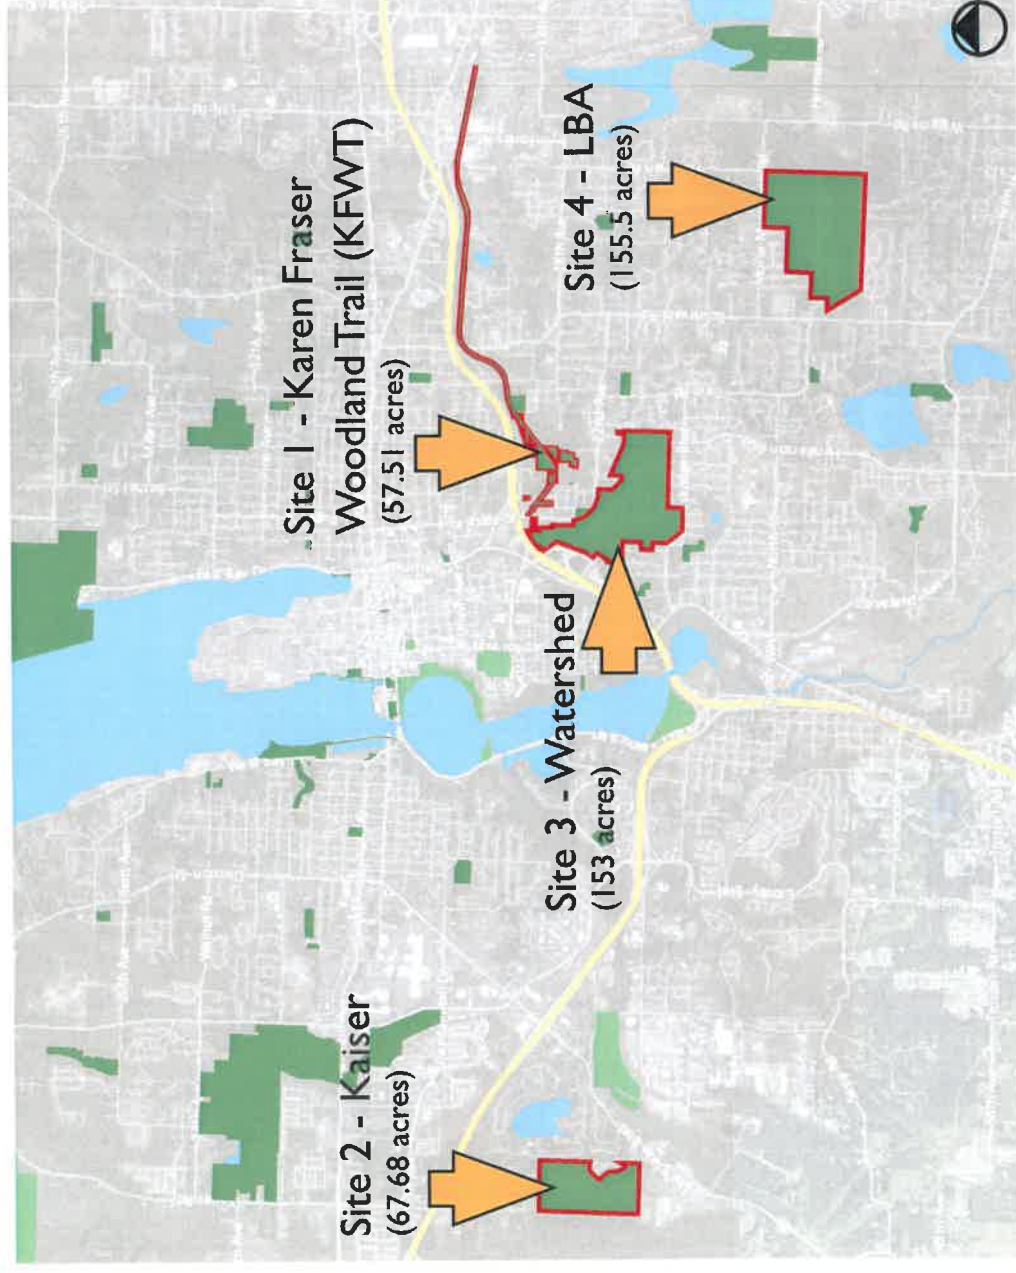 Site 1 - Karen Fraser
Woodland Trail (KFWT)
(57.51 acres)
Site 2 - Kaiser
(67.68 acres)
Site 3 - Watershed
(153 acres)
Site 4 - LBA
(155.5 acres)